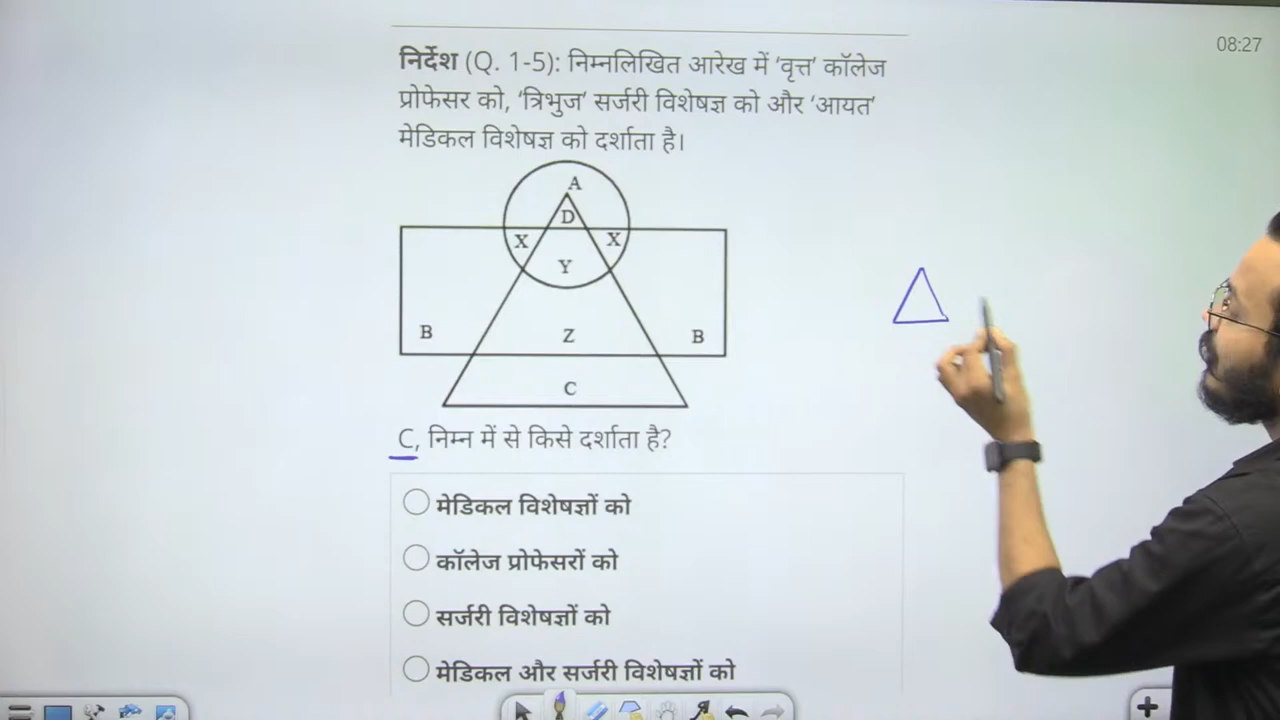 08:27
निर्देश (Q. 1-5): निम्नलिखित आरेख में ‘वृत्त’ कॉलेज
प्रोफेसर को, ‘त्रिभुज’ सर्जरी विशेषज्ञ को और ‘आयत’
मेडिकल विशेषज्ञ को दर्शाता है।
A
D
X X
Y
B Z B
C
C, निम्न में से किसे दर्शाता है?
मेडिकल विशेषज्ञों को
कॉलेज प्रोफेसरों को
सर्जरी विशेषज्ञों को
मेडिकल और सर्जरी विशेषज्ञों को